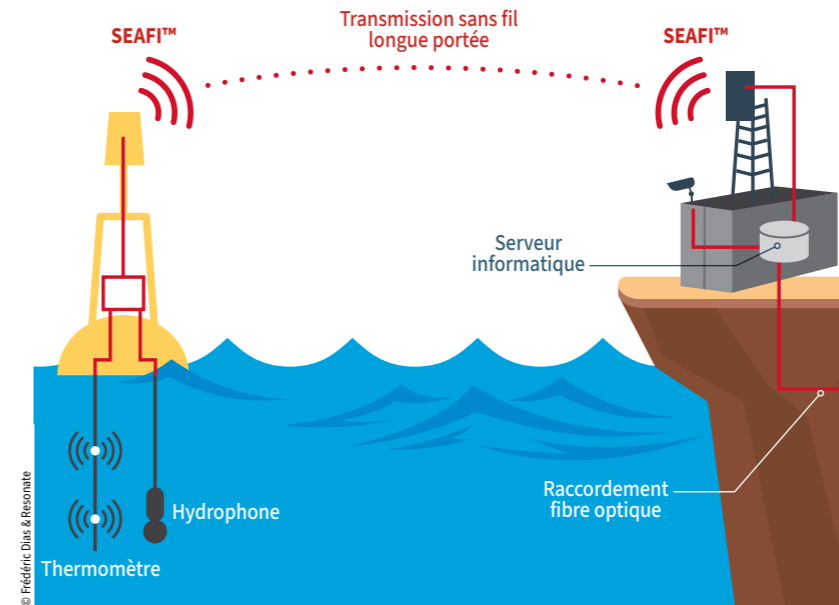 SEAFI™
Transmission sans fil
longue portée
SEAFI™
Serveur
informatique
Hydrophone
Thermomètre
Raccordement
fibre optique
© Frédéric Dias & Resonate